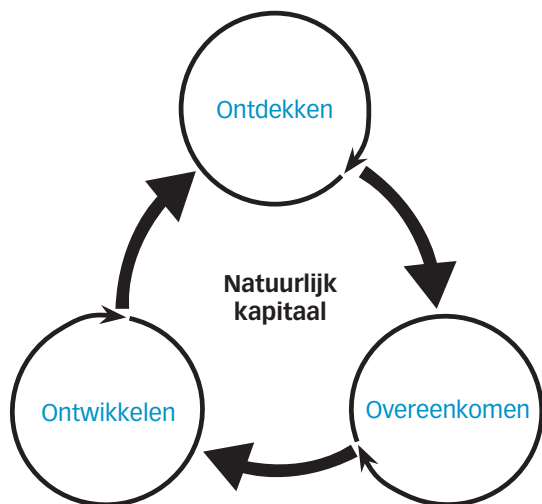 Ontdekken
Natuurlijk
kapitaal
Ontwikkelen
Overeenkomen